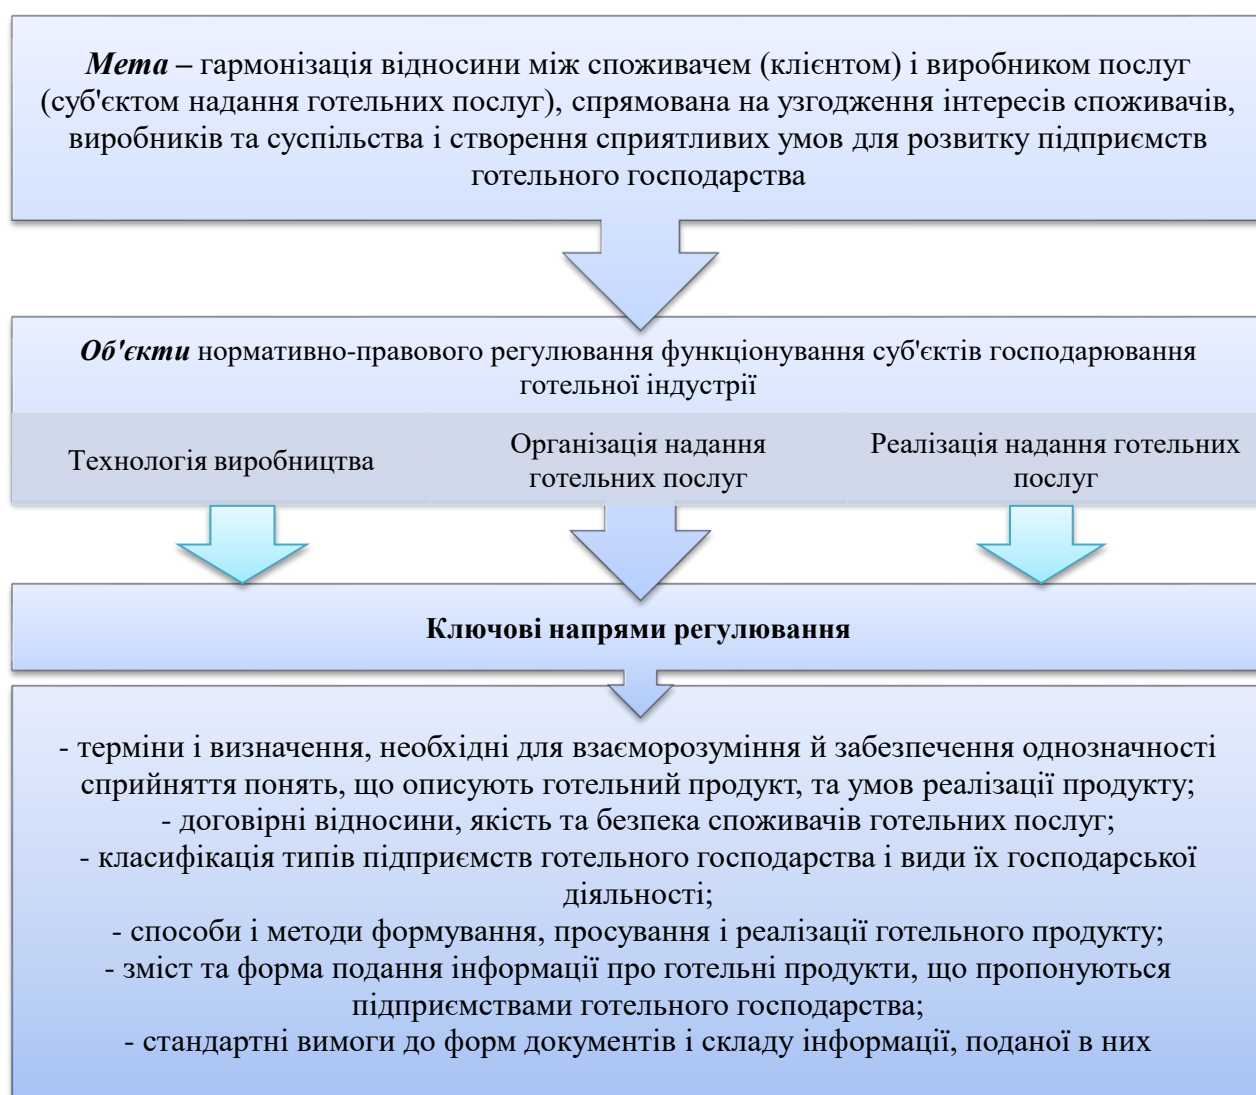 Мета – гармонізація відносини між споживачем (клієнтом) і виробником послуг
(суб'єктом надання готельних послуг), спрямована на узгодження інтересів споживачів,
виробників та суспільства і створення сприятливих умов для розвитку підприємств
готельного господарства
Об'єкти нормативно-правового регулювання функціонування суб'єктів господарювання
готельної індустрії
Технологія виробництва
Організація надання
готельних послуг
Реалізація надання готельних
послуг
Ключові напрями регулювання
- терміни і визначення, необхідні для взаєморозуміння й забезпечення однозначності
сприйняття понять, що описують готельний продукт, та умов реалізації продукту;
- договірні відносини, якість та безпека споживачів готельних послуг;
- класифікація типів підприємств готельного господарства і види їх господарської
діяльності;
- способи і методи формування, просування і реалізації готельного продукту;
- зміст та форма подання інформації про готельні продукти, що пропонуються
підприємствами готельного господарства;
- стандартні вимоги до форм документів і складу інформації, поданої в них